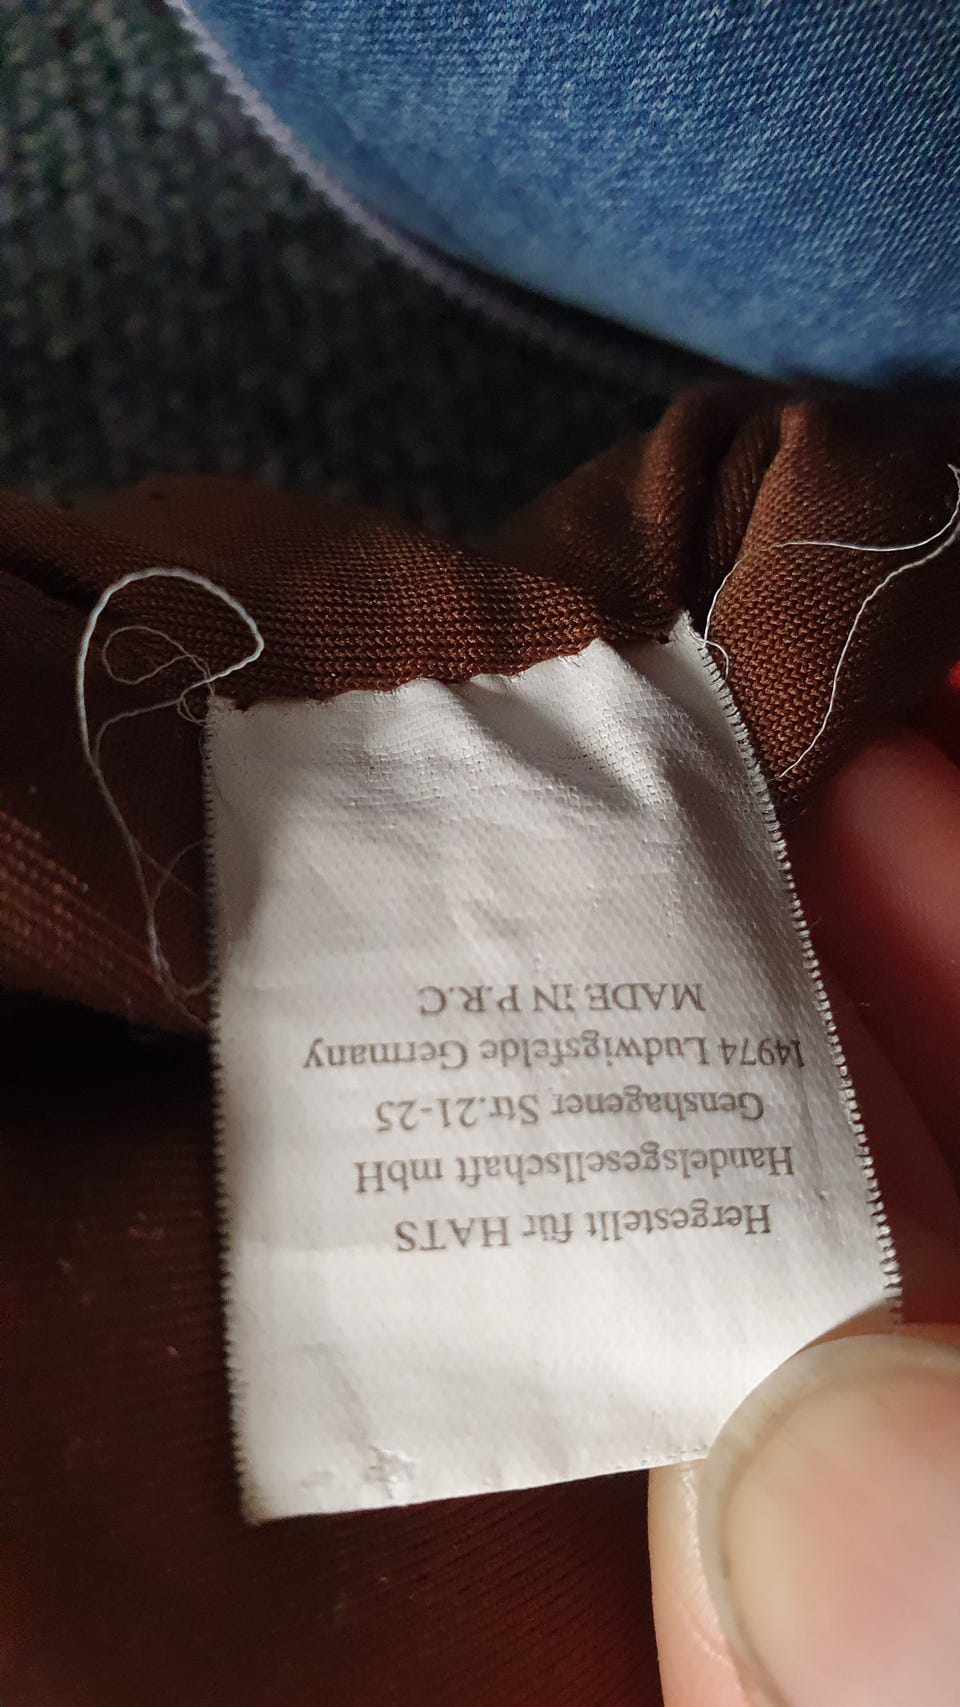 Hergestellt für HATS
Handelsgesellschaft mbH
Genshagener Str.21-25
14974 Ludwigsfelde Germany
MADE IN P.R.C